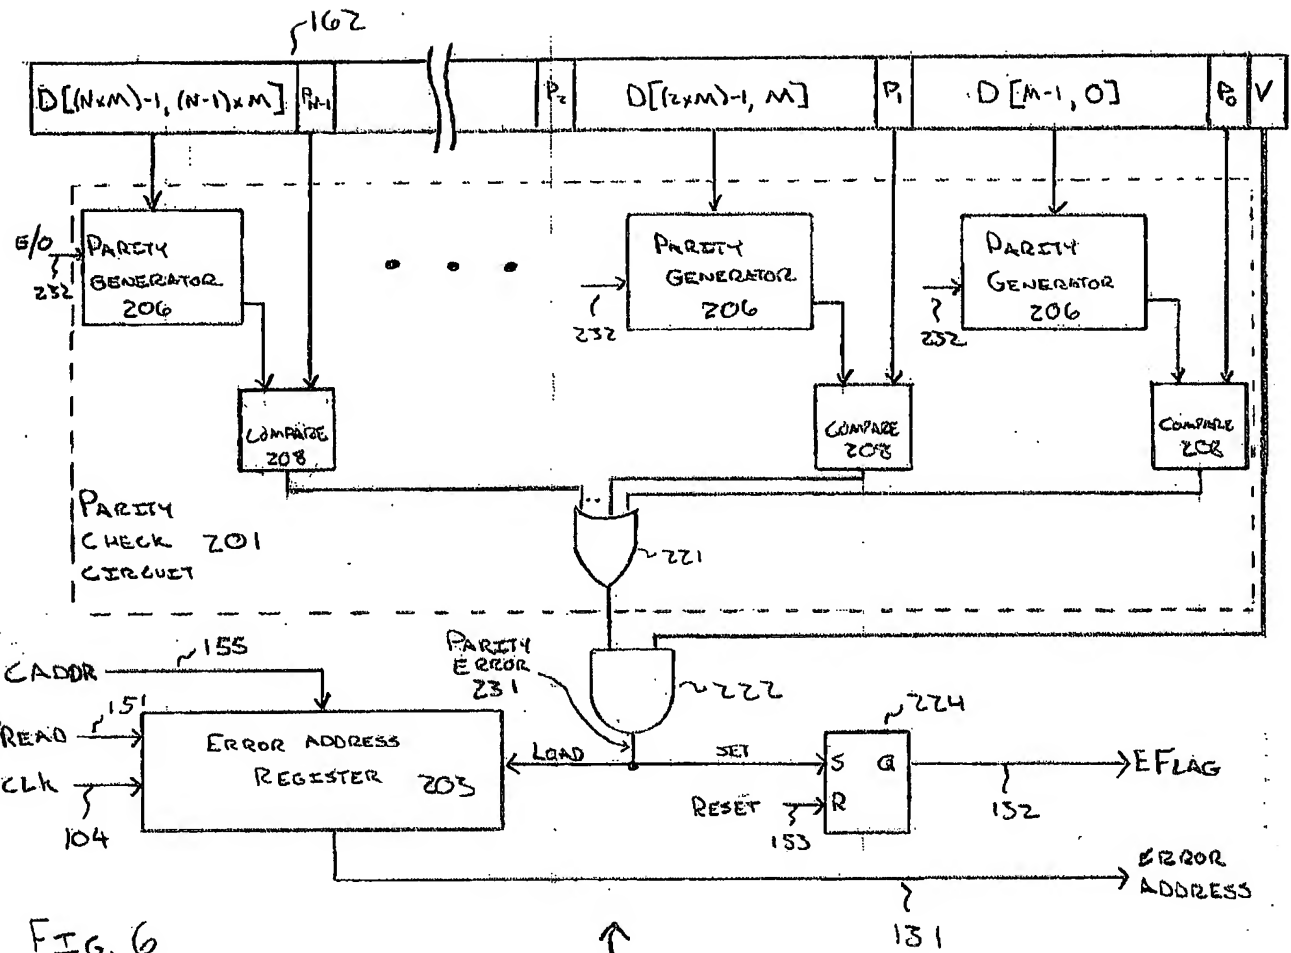 162
D[(N×M)-1, (N-1)×M] PN-1 P2 D[(2×M)-1, M] P1 D[M-1, 0] P0 V
E/O
232
PARITY GENERATOR 206
. . .
232
PARITY GENERATOR 206
232
PARITY GENERATOR 206
COMPARE 208
COMPARE 208
COMPARE 208
PARITY CHECK 201 CIRCUIT
..
221
CADDR
155
PARITY ERROR 231
222
READ
151
CLK
104
ERROR ADDRESS REGISTER 203
LOAD
SET
224
S Q
R
RESET
153
EFLAG
152
ERROR ADDRESS
131
FIG. 6